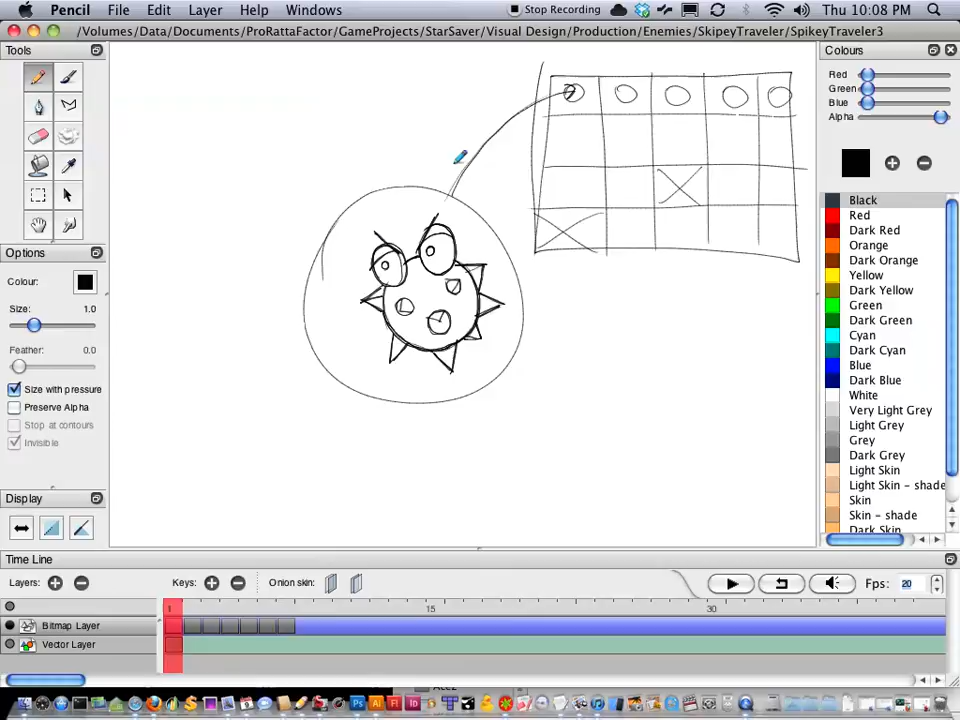 Pencil File Edit Layer Help Windows Stop Recording Thu 10:08 PM
/Volumes/Data/Documents/ProRattaFactor/GameProjects/StarSaver/Visual Design/Production/Enemies/SkipeyTraveler/SpikeyTraveler3
Tools
Options
Colour:
Size: 1.0
Feather: 0.0
Size with pressure
Preserve Alpha
Stop at contours
Invisible
Display
Colours
Red
Green
Blue
Alpha
Black
Red
Dark Red
Orange
Dark Orange
Yellow
Dark Yellow
Green
Dark Green
Cyan
Dark Cyan
Blue
Dark Blue
White
Very Light Grey
Light Grey
Grey
Dark Grey
Light Skin
Light Skin - shade
Skin
Skin - shade
Dark Skin
Time Line
Layers: Keys: Onion skin: Fps: 20
1 15 30
Bitmap Layer
Vector Layer